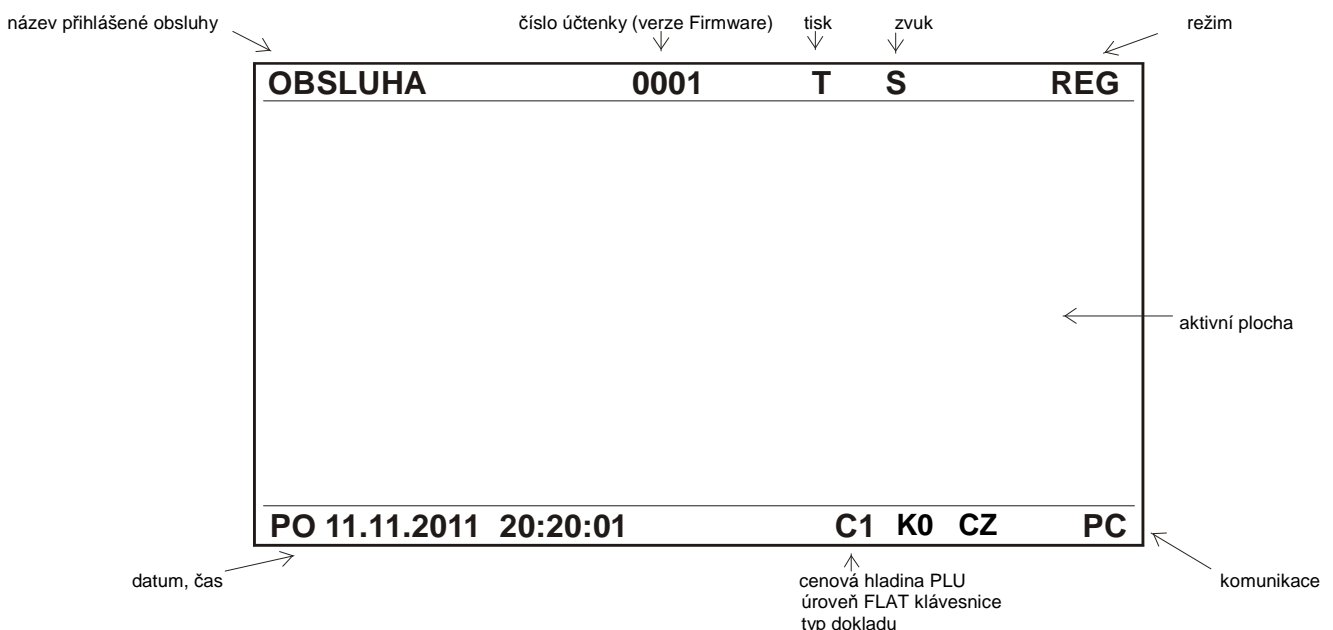 název přihlášené obsluhy
číslo účtenky (verze Firmware)
tisk
zvuk
režim
OBSLUHA 0001 T S REG
aktivní plocha
PO 11.11.2011 20:20:01 C1 K0 CZ PC
datum, čas
cenová hladina PLU
úroveň FLAT klávesnice
typ dokladu
komunikace